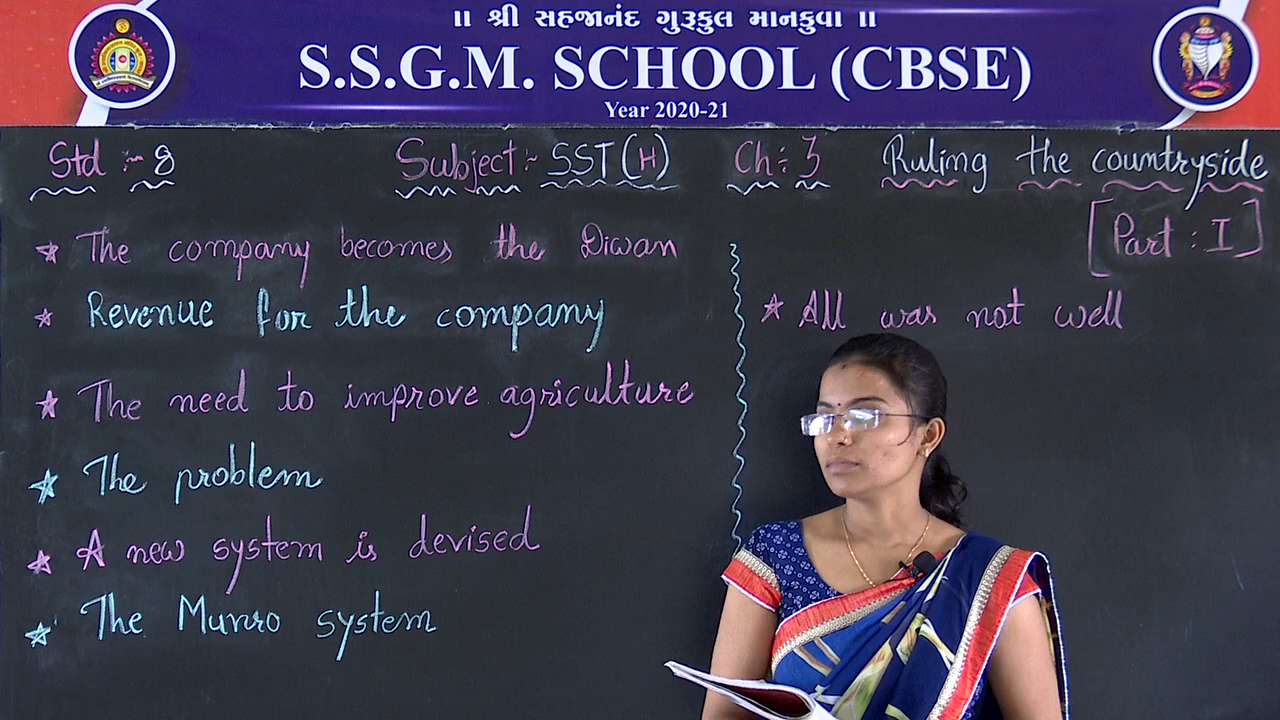 ॥ શ્રી સહજાનંદ ગુરૂકુલ માનકુવા ॥
S.S.G.M. SCHOOL (CBSE)
Year 2020-21
Std :- 8 Subject:- SST(H) Ch:- 3 Ruling the countryside
[Part : I]
* The company becomes the Diwan
* Revenue for the company
* The need to improve agriculture
* The problem
* A new system is devised
* The Munro system
* All was not well